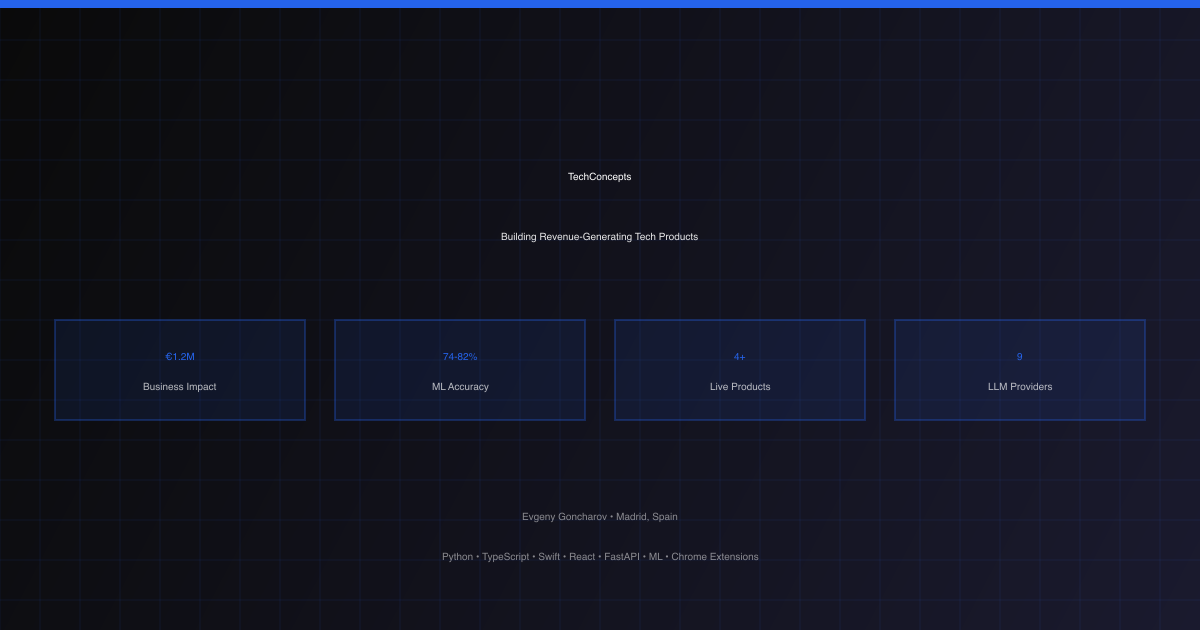 TechConcepts
Building Revenue-Generating Tech Products
€1.2M
Business Impact
74-82%
ML Accuracy
4+
Live Products
9
LLM Providers
Evgeny Goncharov • Madrid, Spain
Python • TypeScript • Swift • React • FastAPI • ML • Chrome Extensions